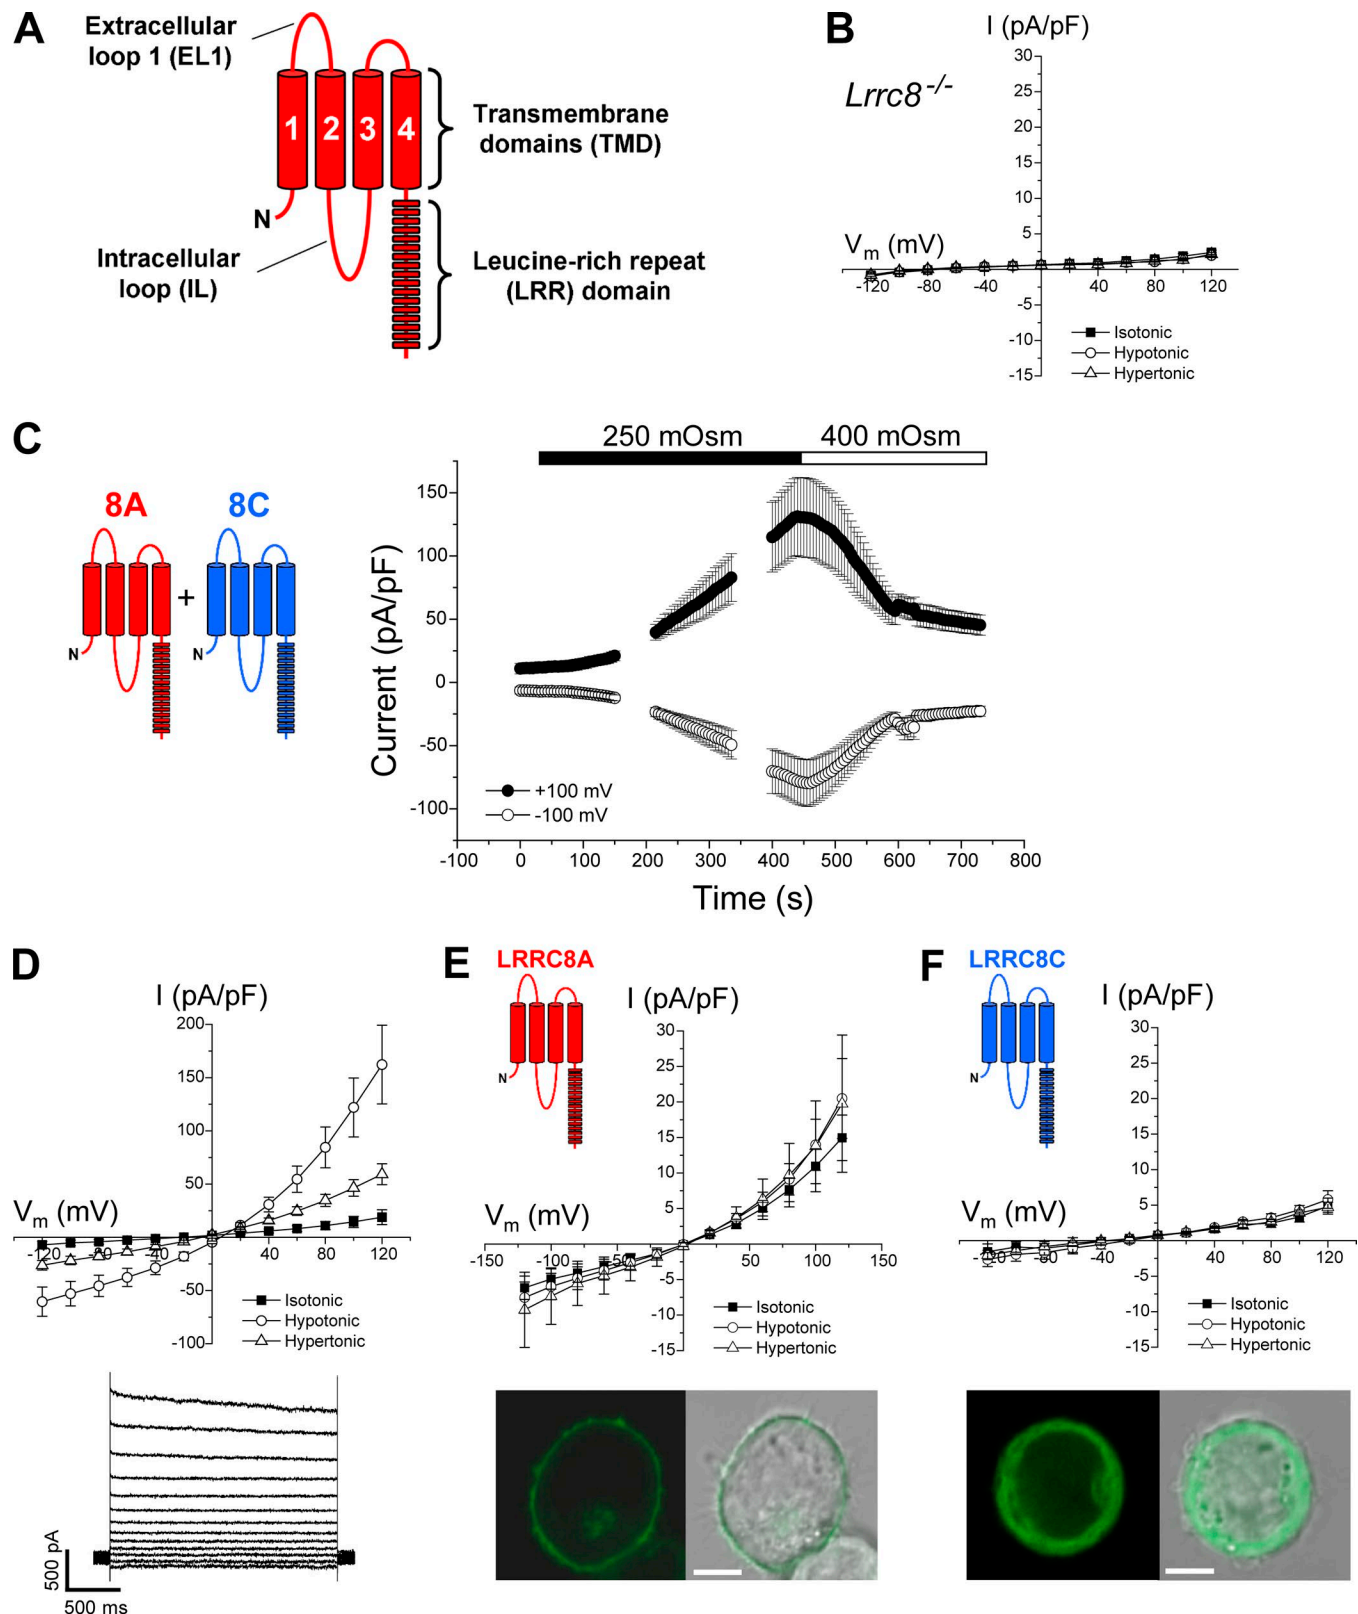 A
Extracellular
loop 1 (EL1)
1 2 3 4
Transmembrane
domains (TMD)
N
Intracellular
loop (IL)
Leucine-rich repeat
(LRR) domain
B
I (pA/pF)
Lrrc8-/-
30
25
20
15
10
5
Vm (mV)
-120 -80 -40 40 80 120
-5
-10
-15
Isotonic
Hypotonic
Hypertonic
C
8A + 8C
N N
250 mOsm 400 mOsm
Current (pA/pF)
150
100
50
0
-50
-100
+100 mV
-100 mV
-100 0 100 200 300 400 500 600 700 800
Time (s)
D
I (pA/pF)
200
150
100
50
Vm (mV)
-120 -80 -40 40 80 120
-50
-100
Isotonic
Hypotonic
Hypertonic
500 pA
500 ms
E
LRRC8A
N
I (pA/pF)
30
25
20
15
10
5
Vm (mV)
-150 -100 -50 50 100 150
-5
-10
-15
Isotonic
Hypotonic
Hypertonic
F
LRRC8C
N
I (pA/pF)
30
25
20
15
10
5
Vm (mV)
-120 -80 -40 40 80 120
-5
-10
-15
Isotonic
Hypotonic
Hypertonic